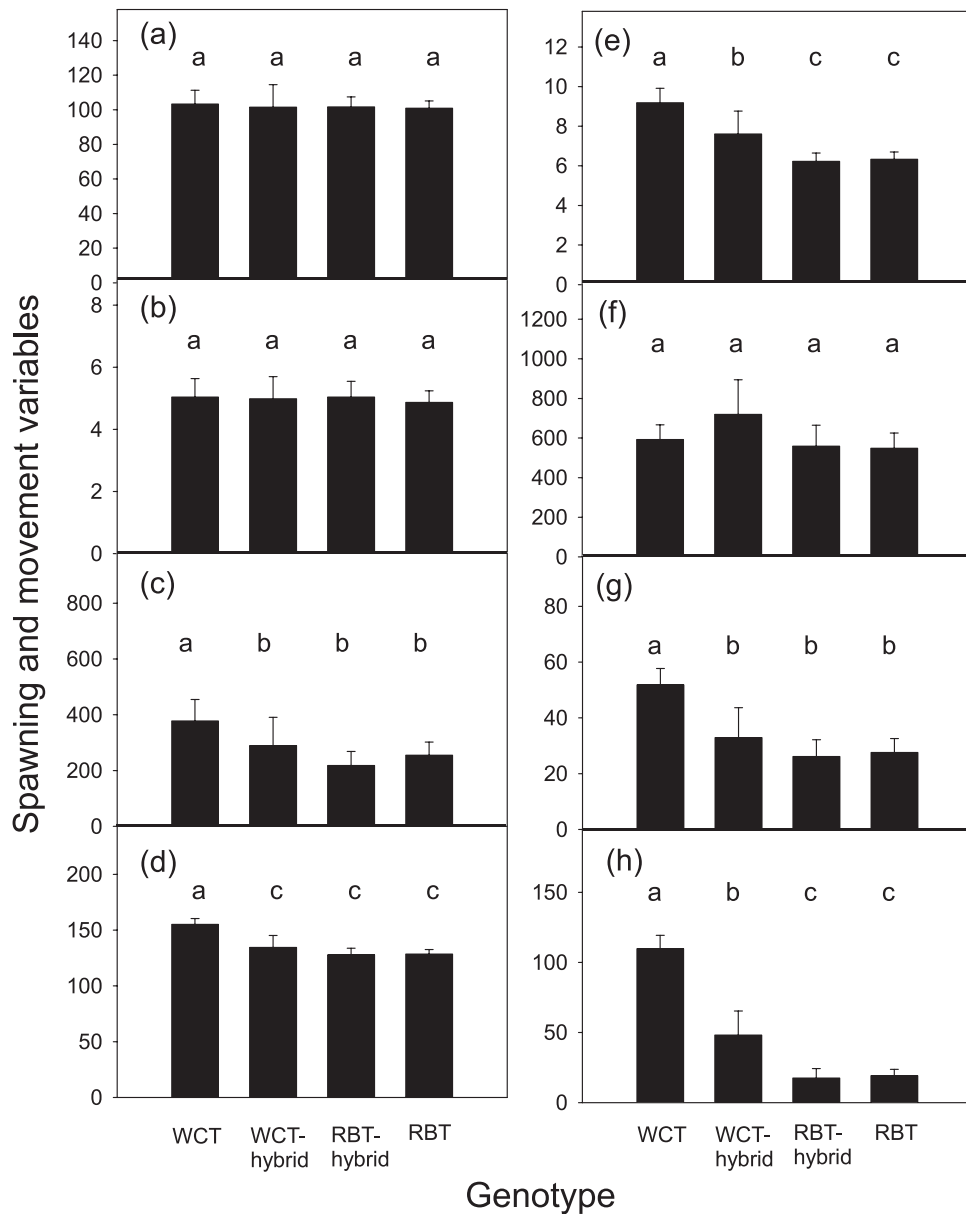 Spawning and movement variables
(a)
a a a a
140
120
100
80
60
40
20
0
(b)
a a a a
8
6
4
2
0
(c)
a b b b
800
600
400
200
0
(d)
a c c c
200
150
100
50
0
WCT WCT-hybrid RBT-hybrid RBT
(e)
a b c c
12
10
8
6
4
2
0
(f)
a a a a
1200
1000
800
600
400
200
0
(g)
a b b b
80
60
40
20
0
(h)
a b c c
150
100
50
0
WCT WCT-hybrid RBT-hybrid RBT
Genotype